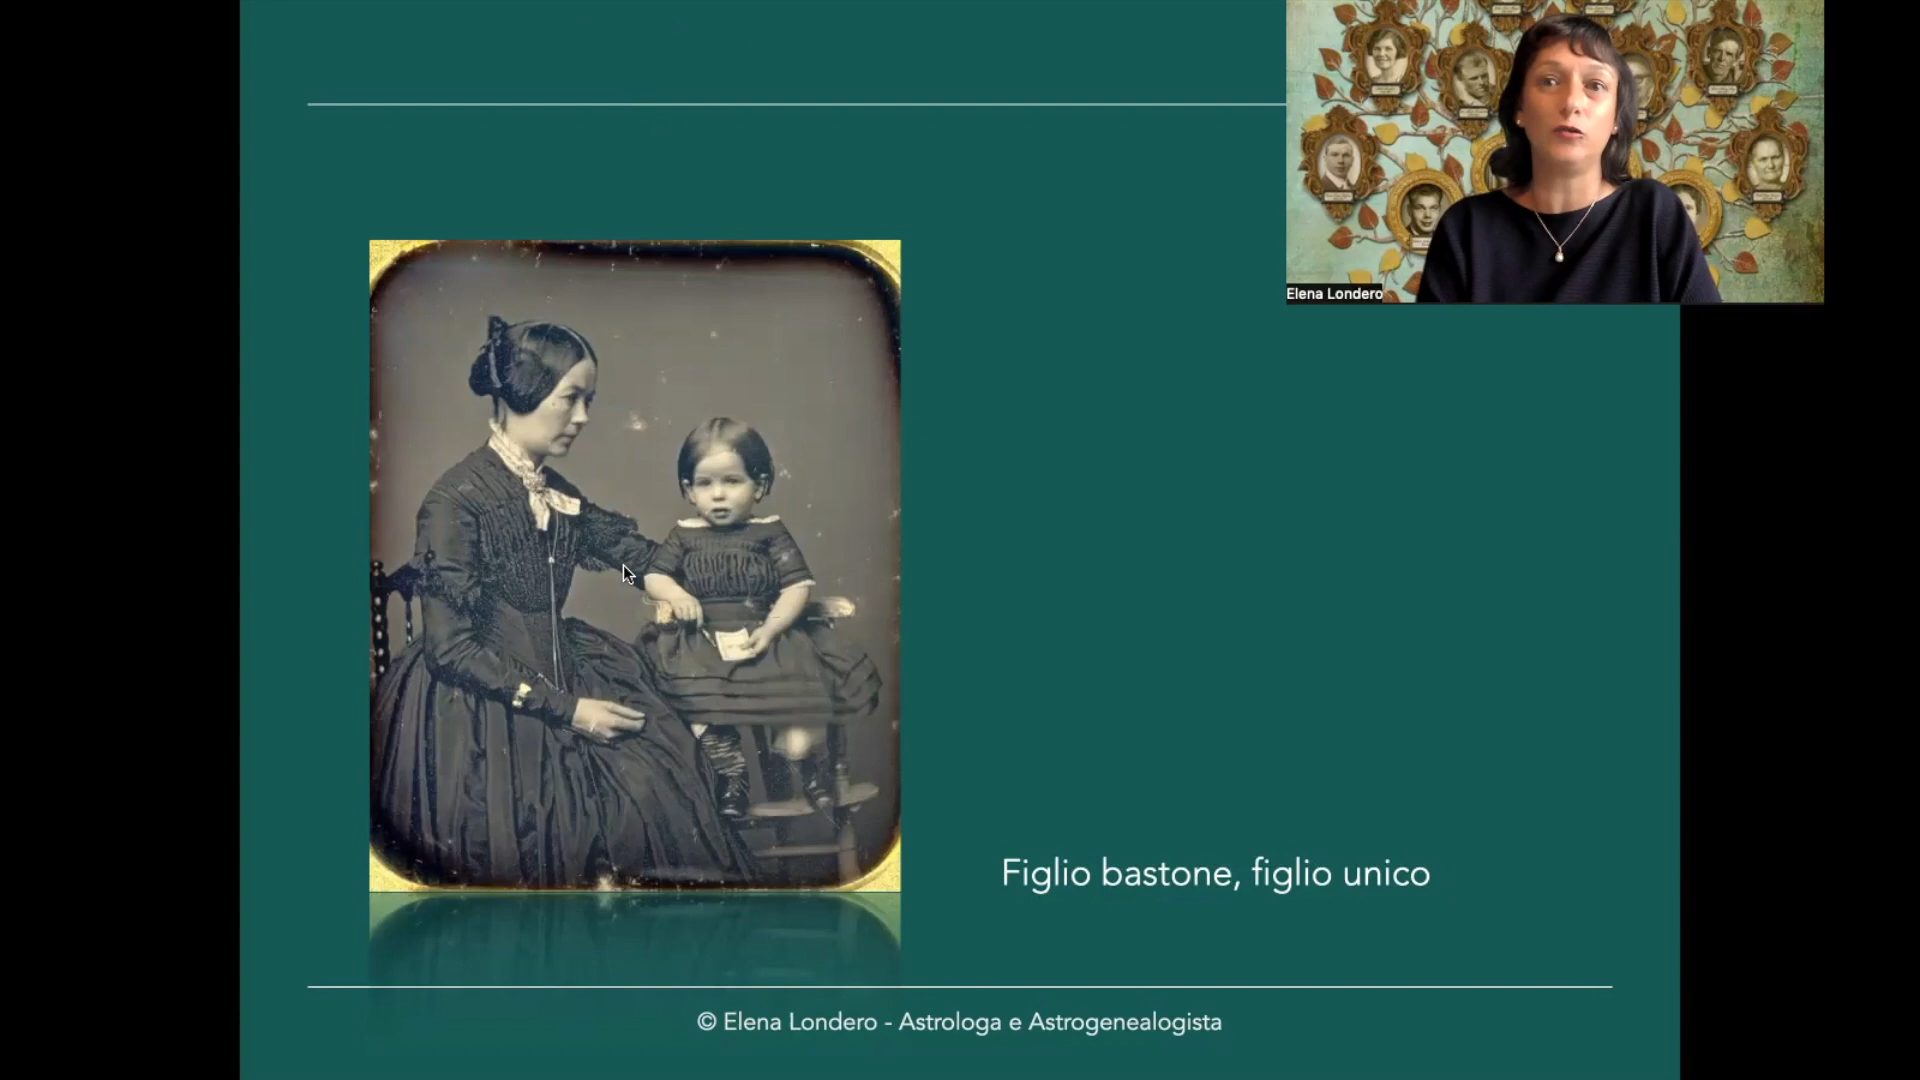 Elena Londero
Figlio bastone, figlio unico
© Elena Londero - Astrologa e Astrogenealogista